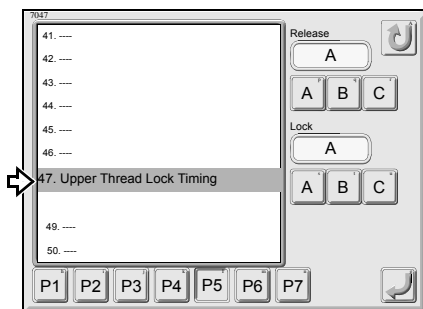 7047
41. ----
42. ----
43. ----
44. ----
45. ----
46. ----
47. Upper Thread Lock Timing
49. ----
50. ----
Release
A
A B C
Lock
A
A B C
P1 P2 P3 P4 P5 P6 P7